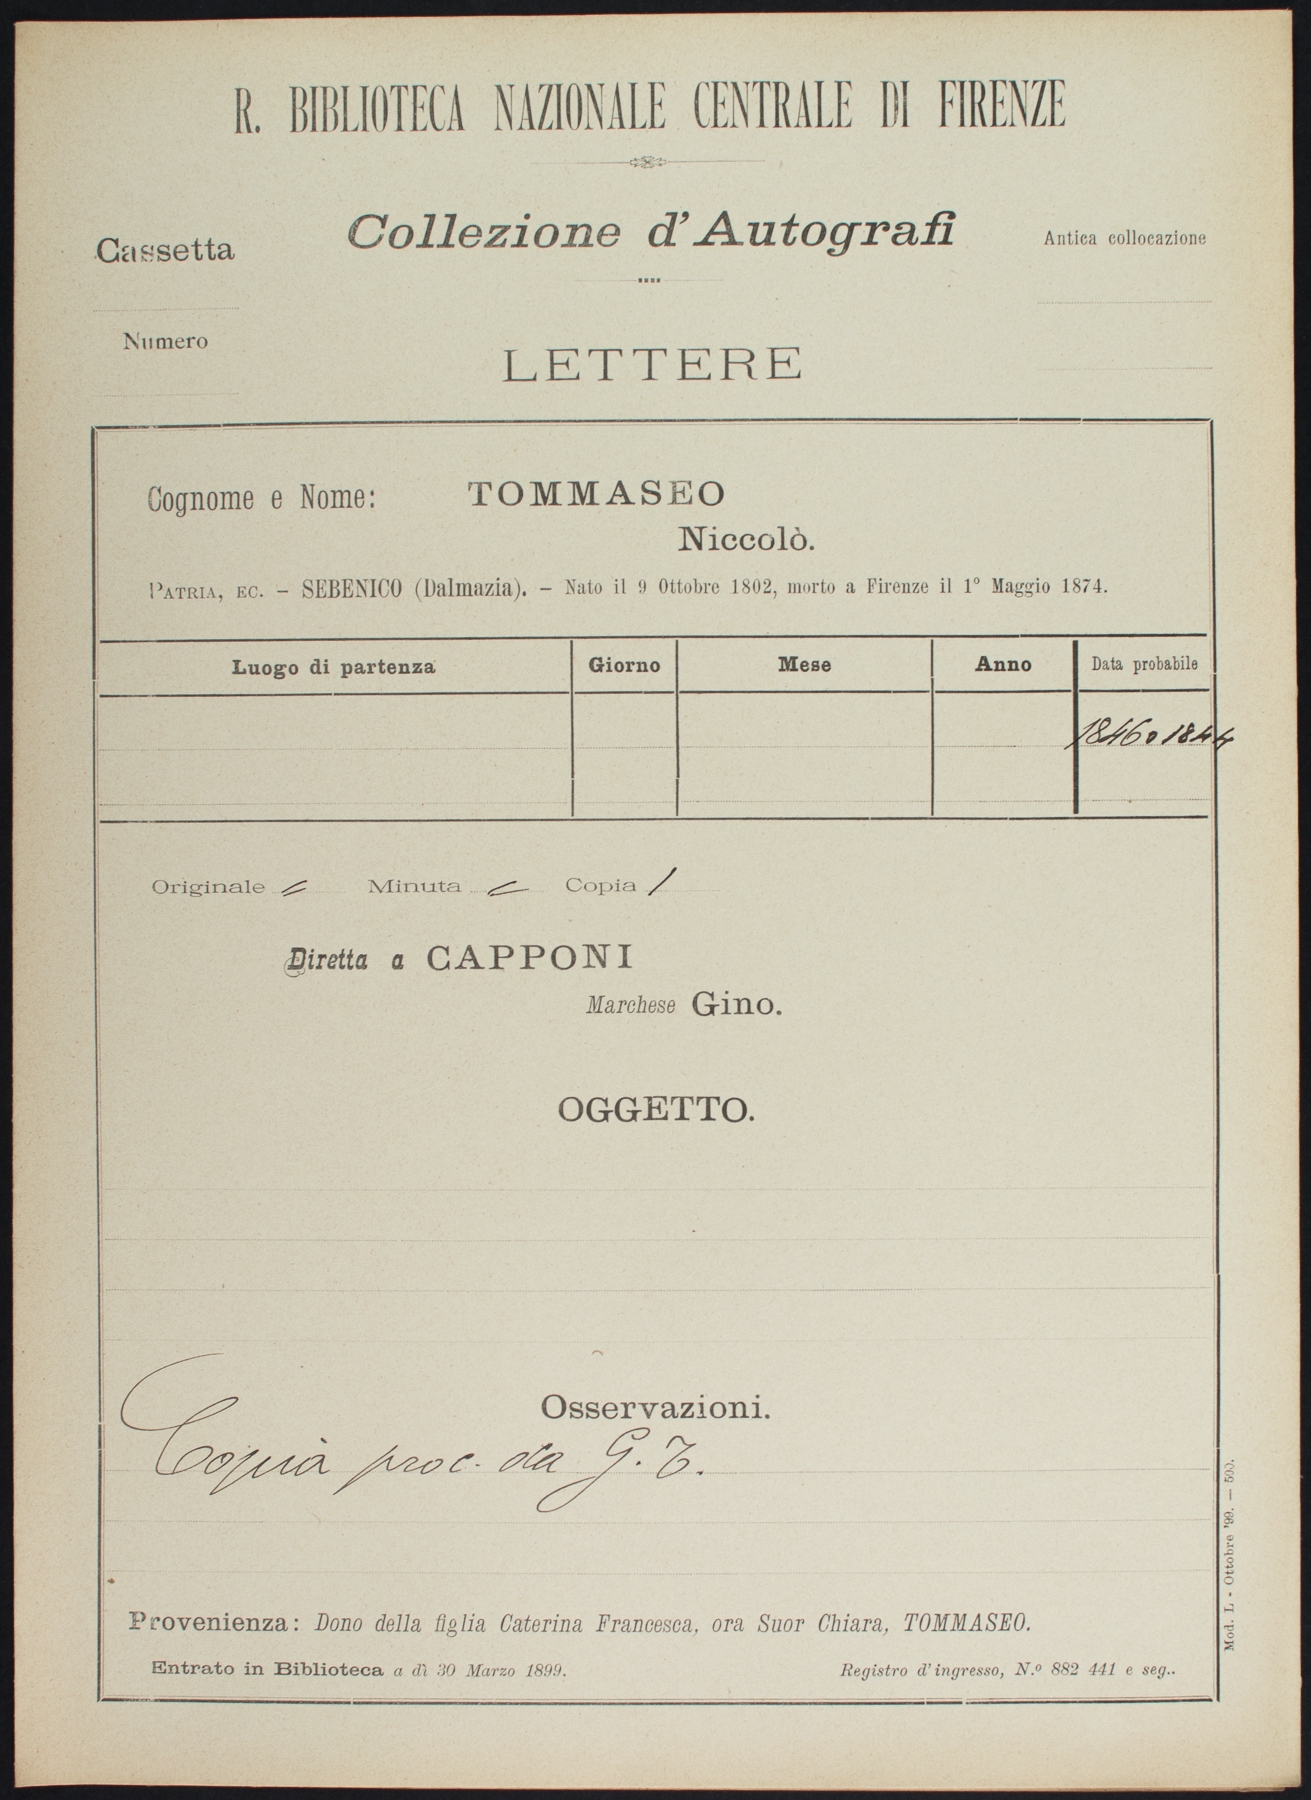 R. BIBLIOTECA NAZIONALE CENTRALE DI FIRENZE
Collezione d'Autografi
Cassetta
Antica collocazione
Numero
LETTERE
Cognome e Nome: TOMMASEO
Niccolò.
PATRIA, EC. - SEBENICO (Dalmazia). - Nato il 9 Ottobre 1802, morto a Firenze il 1º Maggio 1874.
Luogo di partenza Giorno Mese Anno Data probabile
1846 o 1844
Originale = Minuta = Copia /
Diretta a CAPPONI
Marchese Gino.
OGGETTO.
Osservazioni.
Copia proc. da G. T.
Provenienza: Dono della figlia Caterina Francesca, ora Suor Chiara, TOMMASEO.
Entrato in Biblioteca a dì 30 Marzo 1899. Registro d'ingresso, N.º 882 441 e seg..
Mod. L - Ottobre '99. — 500.